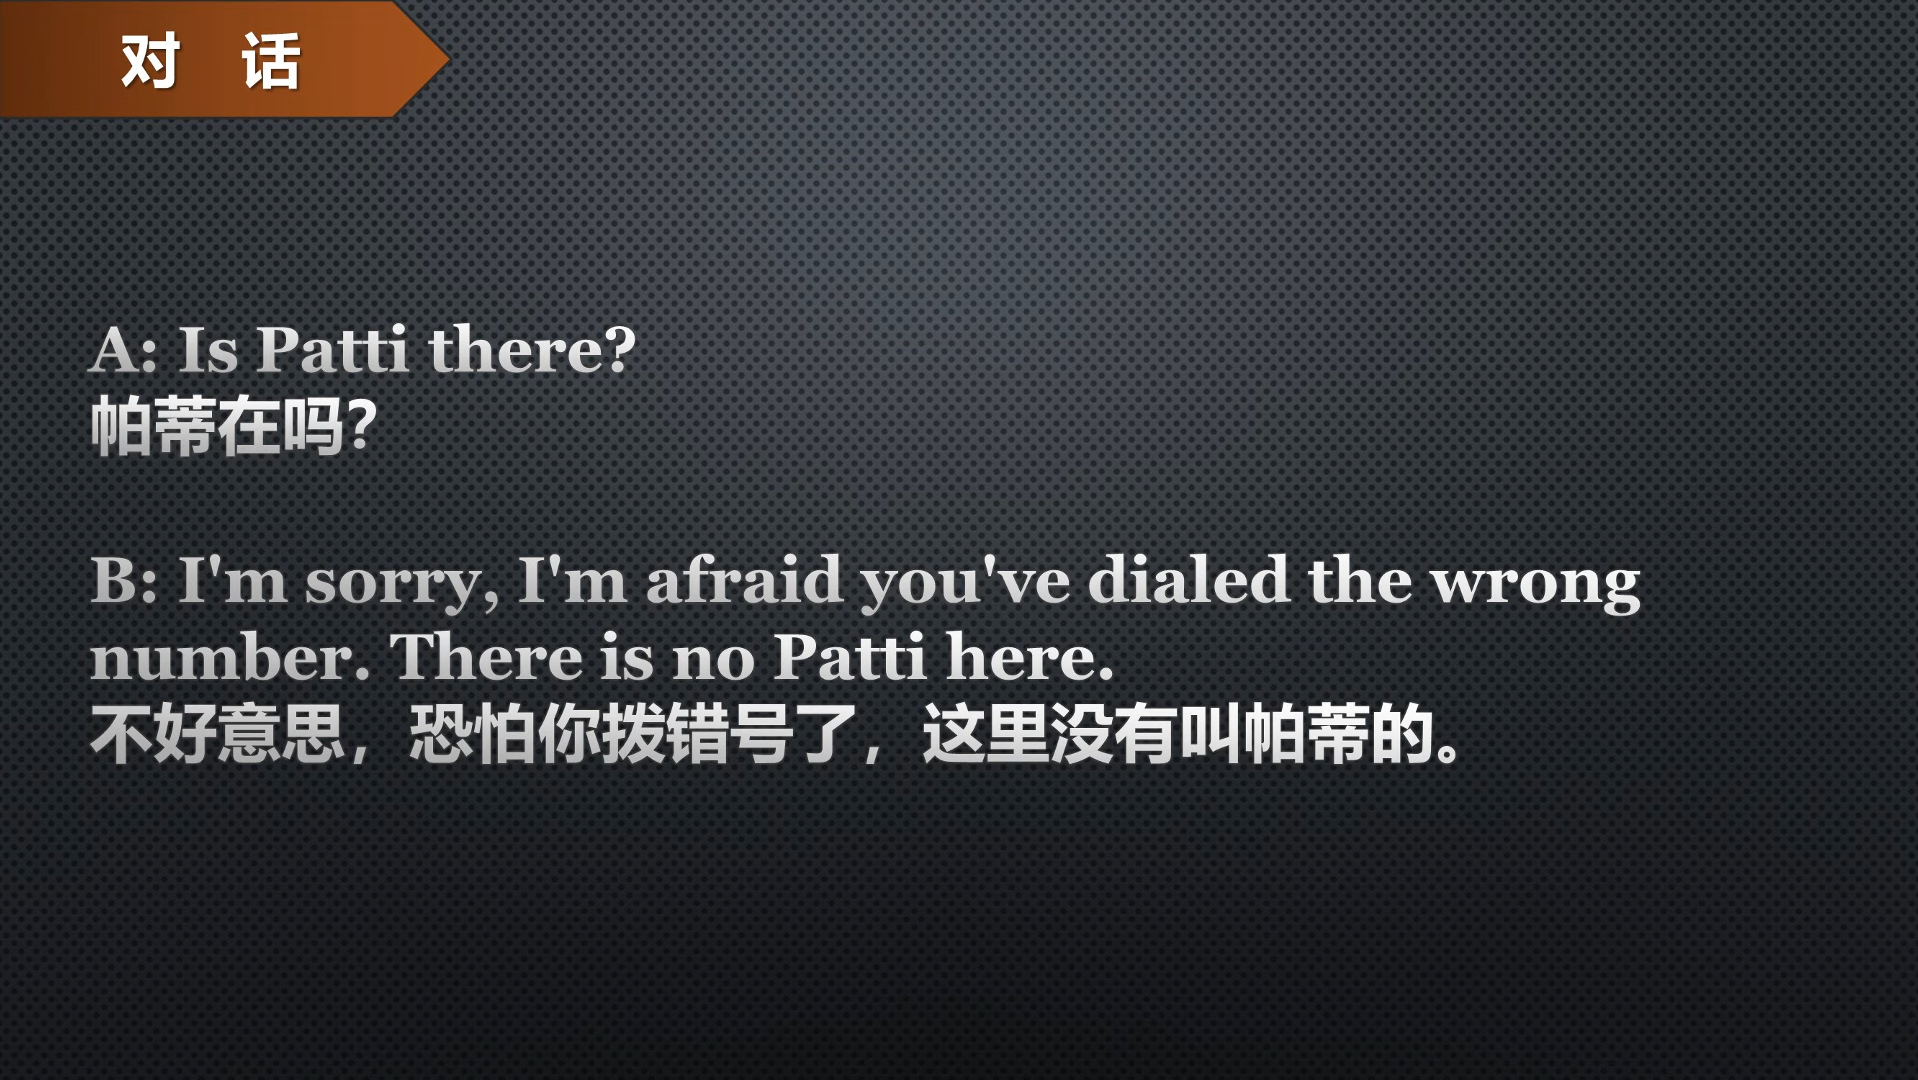 对 话
A: Is Patti there?
帕蒂在吗?
B: I'm sorry, I'm afraid you've dialed the wrong
number. There is no Patti here.
不好意思，恐怕你拨错号了，这里没有叫帕蒂的。